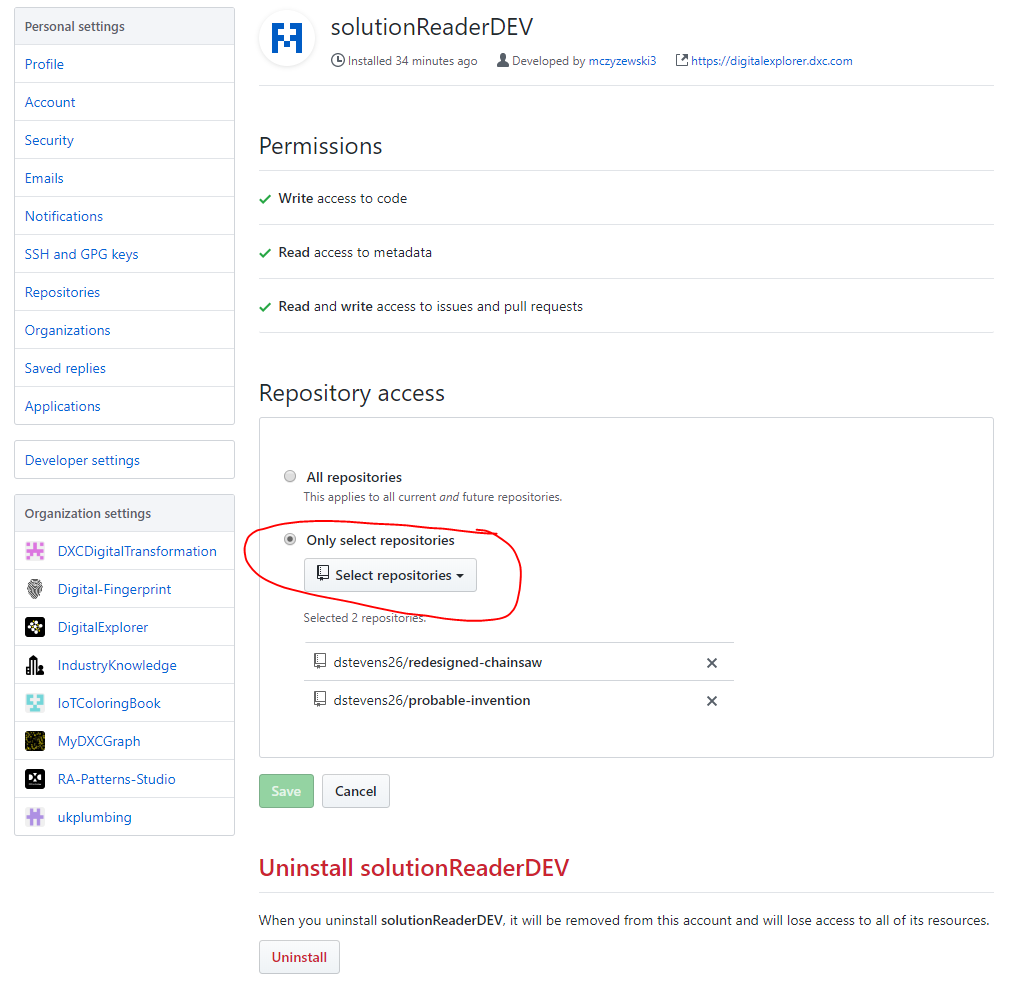 Personal settings
Profile
Account
Security
Emails
Notifications
SSH and GPG keys
Repositories
Organizations
Saved replies
Applications
Developer settings
Organization settings
DXCDigitalTransformation
Digital-Fingerprint
DigitalExplorer
IndustryKnowledge
IoTColoringBook
MyDXCGraph
RA-Patterns-Studio
ukplumbing
solutionReaderDEV
Installed 34 minutes ago Developed by mczyzewski3 https://digitalexplorer.dxc.com
Permissions
Write access to code
Read access to metadata
Read and write access to issues and pull requests
Repository access
All repositories
This applies to all current and future repositories.
Only select repositories
Select repositories
Selected 2 repositories.
dstevens26/redesigned-chainsaw
dstevens26/probable-invention
Save Cancel
Uninstall solutionReaderDEV
When you uninstall solutionReaderDEV, it will be removed from this account and will lose access to all of its resources.
Uninstall